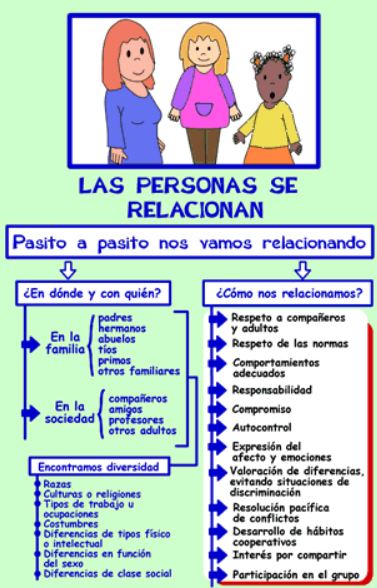 LAS PERSONAS SE
RELACIONAN
Pasito a pasito nos vamos relacionando
¿En dónde y con quién?
En la
familia
padres
hermanos
abuelos
tíos
primos
otros familiares
En la
sociedad
compañeros
amigos
profesores
otros adultos
Encontramos diversidad
Razas
Culturas o religiones
Tipos de trabajo u
ocupaciones
Costumbres
Diferencias de tipos físico
o intelectual
Diferencias en función
del sexo
Diferencias de clase social
¿Cómo nos relacionamos?
Respeto a compañeros
y adultos
Respeto de las normas
Comportamientos
adecuados
Responsabilidad
Compromiso
Autocontrol
Expresión del
afecto y emociones
Valoración de diferencias,
evitando situaciones de
discriminación
Resolución pacífica
de conflictos
Desarrollo de hábitos
cooperativos
Interés por compartir
Participación en el grupo